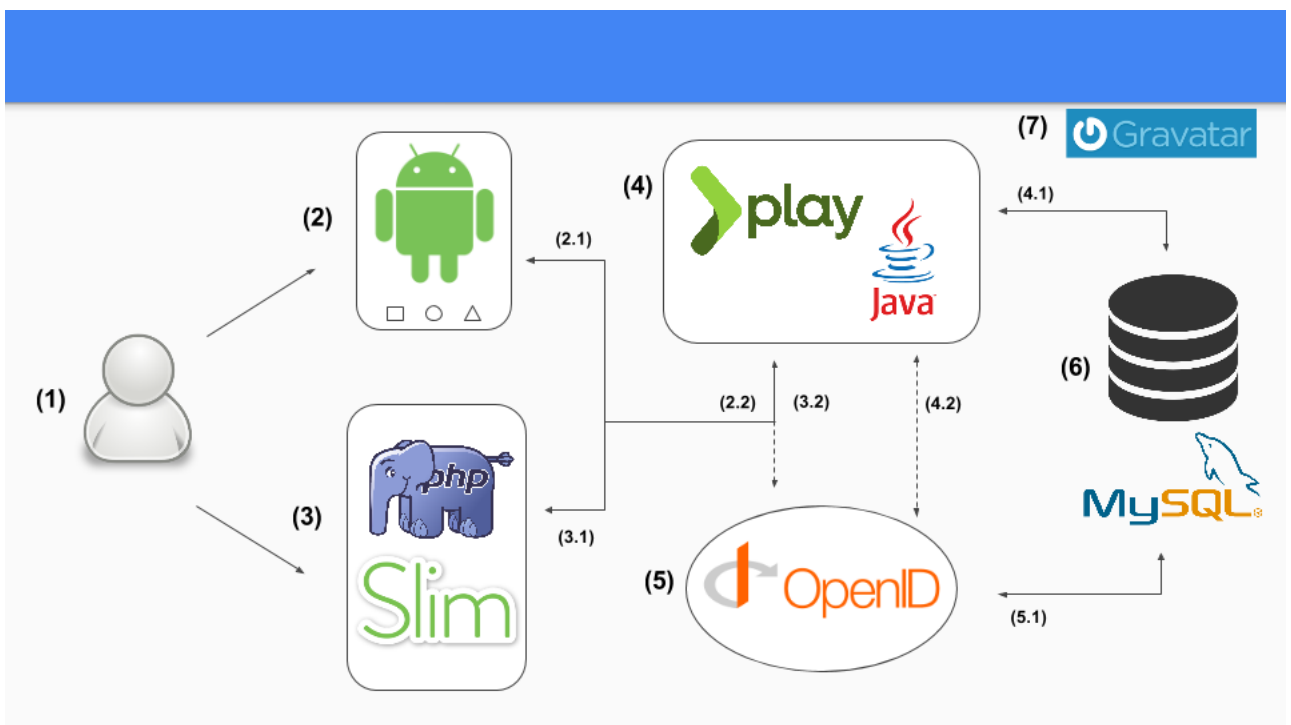 (7)
Gravatar
(4)
play
Java
(4.1)
(2)
(2.1)
(1)
(6)
(2.2)
(3.2)
(4.2)
php
MySQL
(3)
(3.1)
Slim
(5)
OpenID
(5.1)